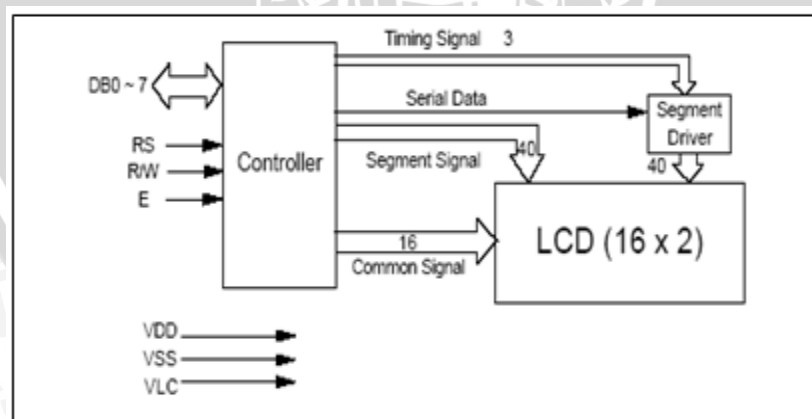 Timing Signal 3
DB0 ~ 7
Serial Data
Segment
Driver
RS
40
R/W
Controller
Segment Signal
40
E
LCD (16 x 2)
16
Common Signal
VDD
VSS
VLC